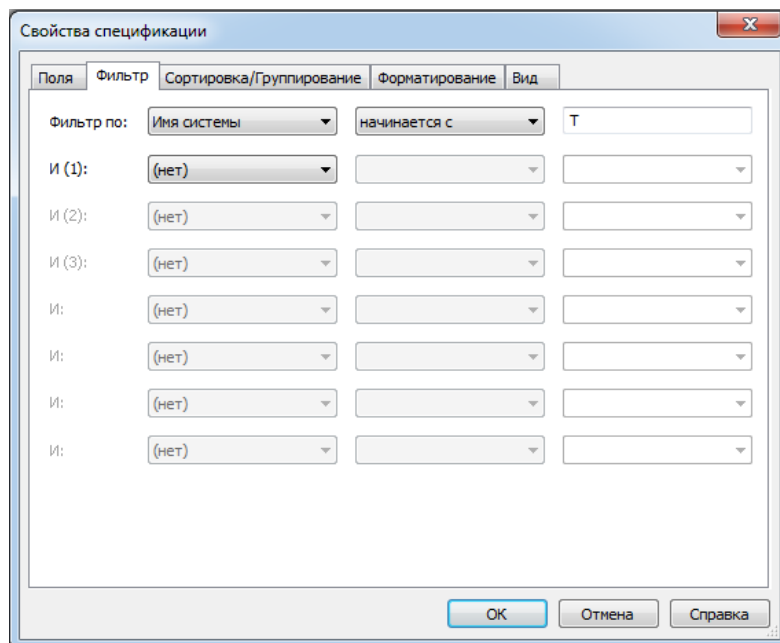 Свойства спецификации
Поля Фильтр Сортировка/Группирование Форматирование Вид
Фильтр по: Имя системы начинается с Т
И (1): (нет)
И (2): (нет)
И (3): (нет)
И: (нет)
И: (нет)
И: (нет)
И: (нет)
ОК Отмена Справка